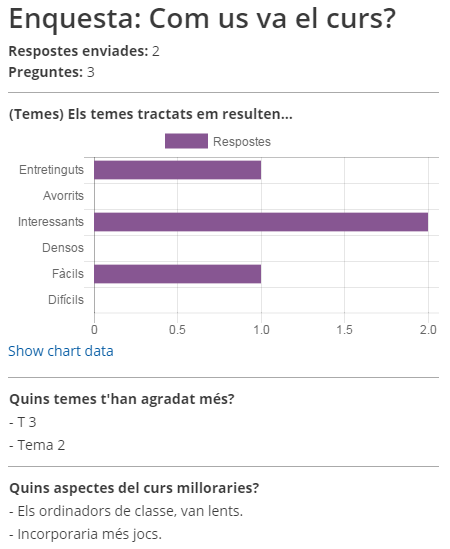 Enquesta: Com us va el curs?
Respostes enviades: 2
Preguntes: 3
(Temes) Els temes tractats em resulten...
Respostes
Entretinguts
Avorrits
Interessants
Densos
Fàcils
Difícils
0 0.5 1.0 1.5 2.0
Show chart data
Quins temes t'han agradat més?
- T 3
- Tema 2
Quins aspectes del curs milloraries?
- Els ordinadors de classe, van lents.
- Incorporaria més jocs.